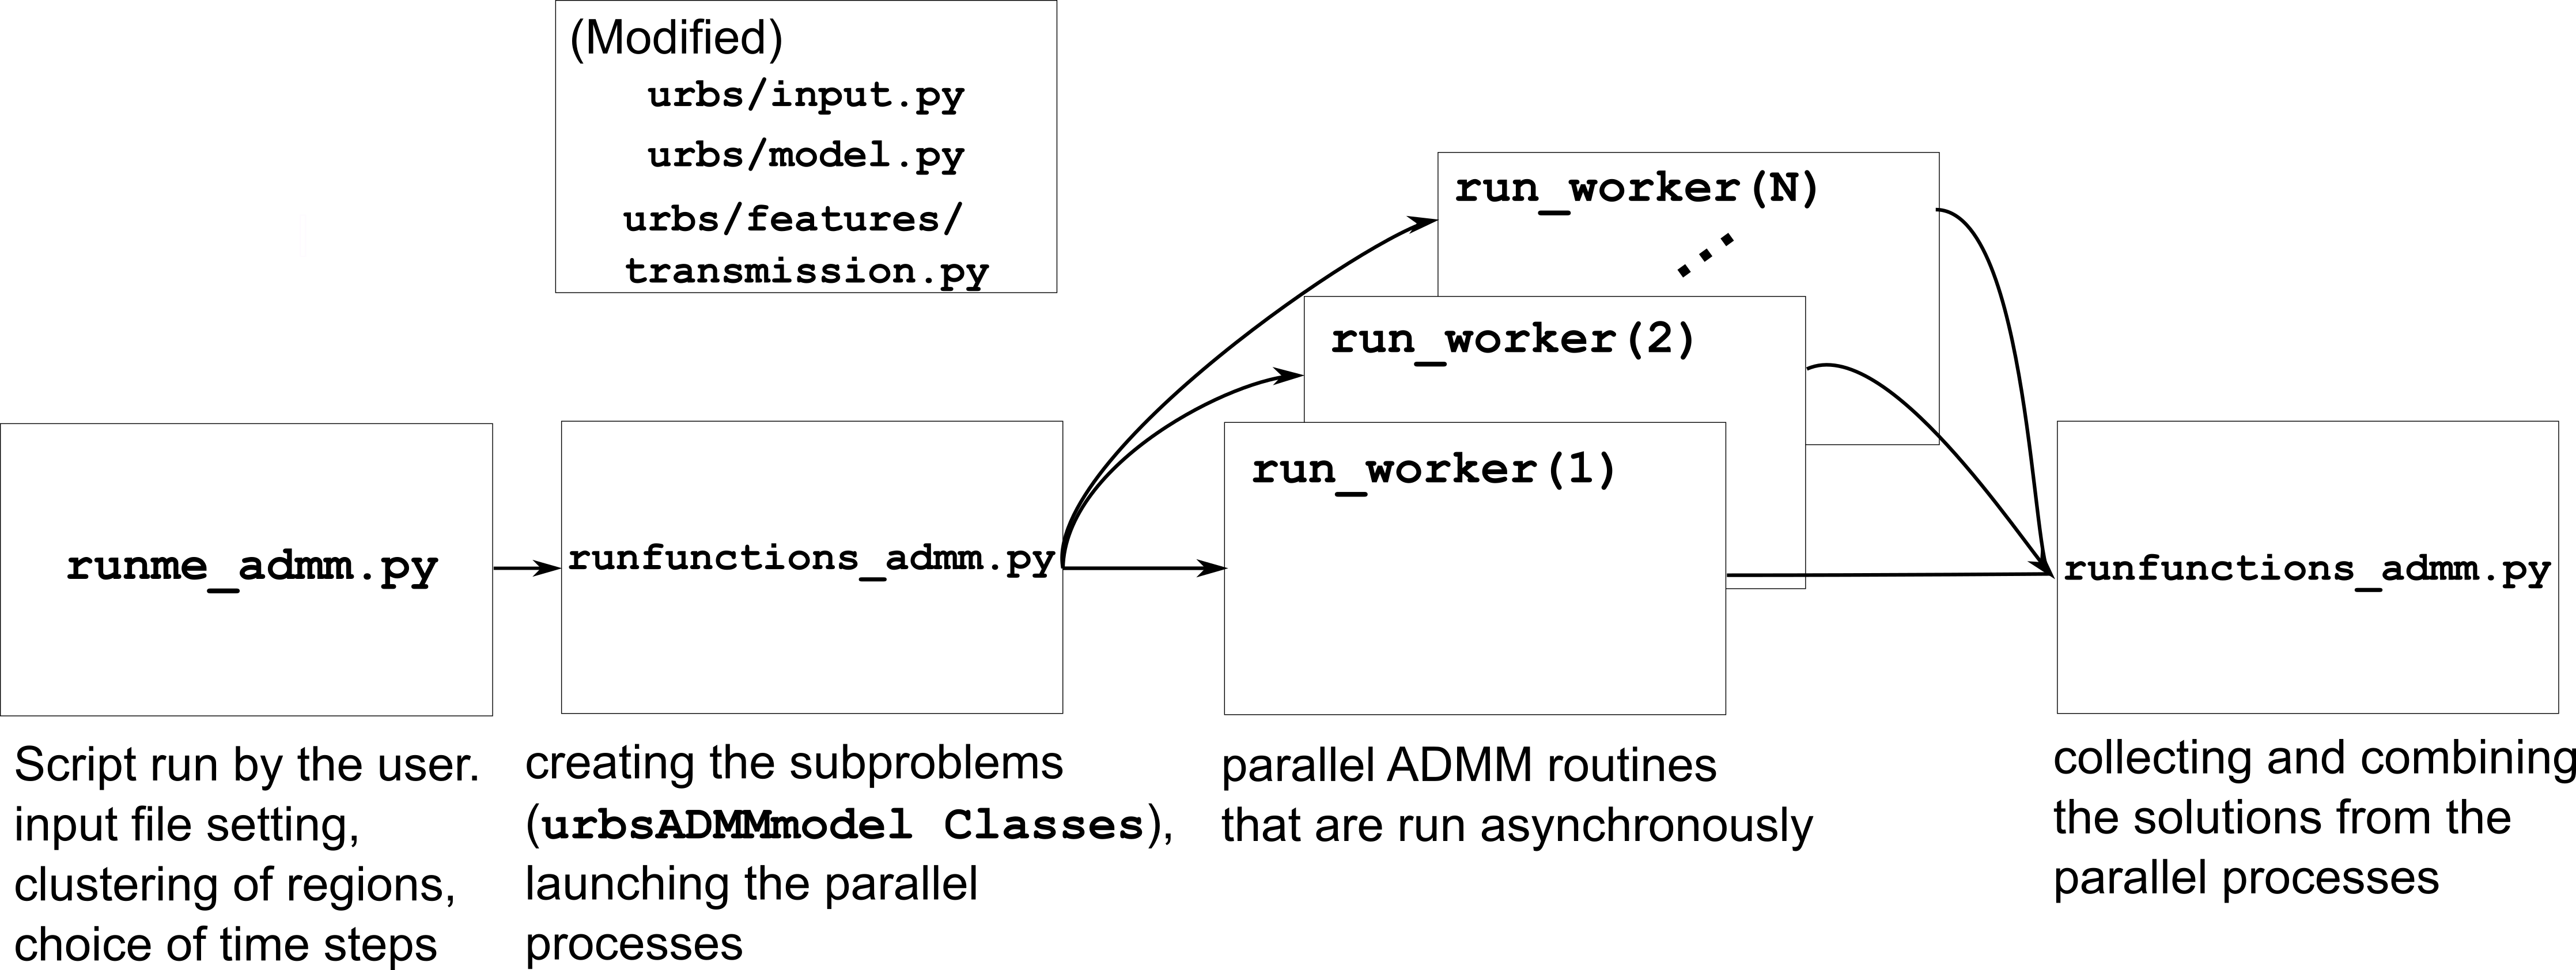 (Modified)
urbs/input.py
urbs/model.py
urbs/features/
transmission.py
run_worker(N)
run_worker(2)
run_worker(1)
runme_admm.py
runfunctions_admm.py
runfunctions_admm.py
Script run by the user.
input file setting,
clustering of regions,
choice of time steps
creating the subproblems
(urbsADMMmodel Classes),
launching the parallel
processes
parallel ADMM routines
that are run asynchronously
collecting and combining
the solutions from the
parallel processes